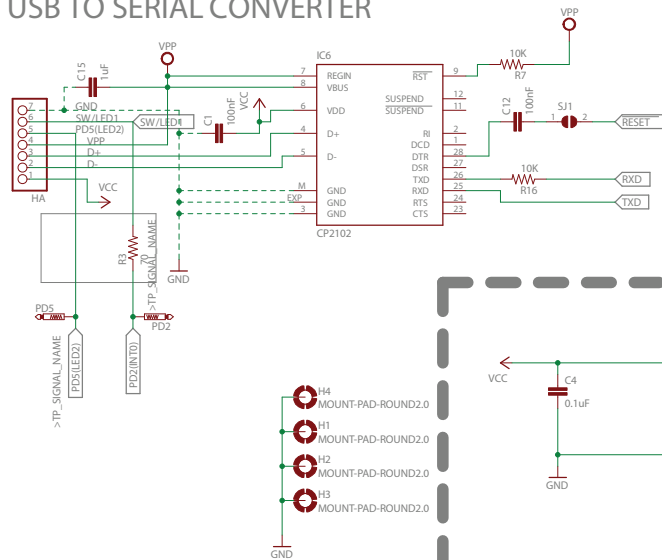 USB TO SERIAL CONVERTER
VPP
VPP
C15
1uF
IC6
7 REGIN
8 VBUS
6 VDD
4 D+
5 D-
M GND
EXP GND
3 GND
RST 9
SUSPEND 12
SUSPEND 11
RI 2
DCD 1
DTR 28
DSR 27
TXD 26
RXD 25
RTS 24
CTS 23
CP2102
10K
R7
C12
100nF
SJ1
1 2
RESET
10K
R16
RXD
TXD
C1
100nF
VCC
7 GND
6 SW/LED1
5 PD5(LED2)
4 VPP
3 D+
2 D-
1
HA
SW/LED1
VCC
R3
70
>TP_SIGNAL_NAME
GND
PD5
PD2
>TP_SIGNAL_NAME
PD5(LED2)
PD2(INT0)
H4
MOUNT-PAD-ROUND2.0
H1
MOUNT-PAD-ROUND2.0
H2
MOUNT-PAD-ROUND2.0
H3
MOUNT-PAD-ROUND2.0
GND
VCC
C4
0.1uF
GND